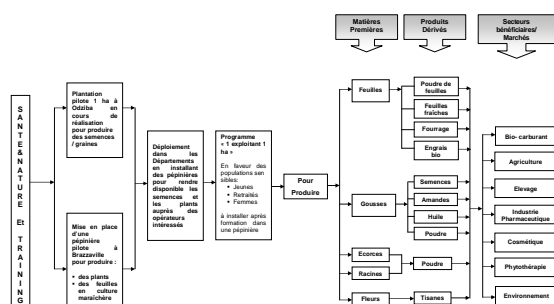 Matières
Premières
Produits
Dérivés
Secteurs
bénéficiaires/
Marchés
SANTE&NATURE Et TRAINING
Plantation
pilote 1 ha à
Odziba en
cours de
réalisation
pour produire
des semences
/ graines
Mise en place
d'une
pépinière
pilote à
Brazzaville
pour produire :
▪ des plants
▪ des feuilles
en culture
maraîchère
Déploiement
dans les
Départements
en installant
des pépinières
pour rendre
disponible les
semences et
les plants
auprès des
opérateurs
intéressés
Programme
« 1 exploitant 1
ha »
En faveur des
populations sen
sibles:
▪ Jeunes
▪ Retraités
▪ Femmes
à installer après
formation dans
une pépinière
Pour
Produire
Feuilles
Poudre de
feuilles
Feuilles
fraîches
Fourrage
Engrais
bio
Gousses
Semences
Amandes
Huile
Poudre
Ecorces
Racines
Poudre
Fleurs
Tisanes
Bio- carburant
Agriculture
Elevage
Industrie
Pharmaceutique
Cosmétique
Phytothérapie
Environnement